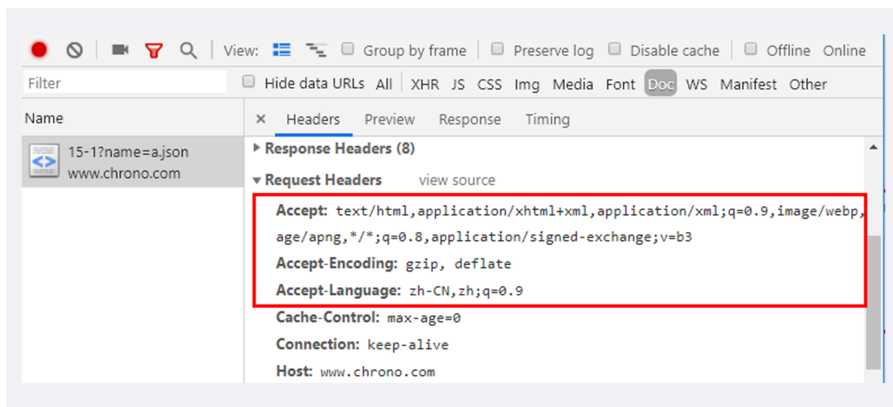 View: Group by frame Preserve log Disable cache Offline Online
Filter Hide data URLs All XHR JS CSS Img Media Font Doc WS Manifest Other
Name × Headers Preview Response Timing
15-1?name=a.json
www.chrono.com
Response Headers (8)
Request Headers view source
Accept: text/html,application/xhtml+xml,application/xml;q=0.9,image/webp,
age/apng,*/*;q=0.8,application/signed-exchange;v=b3
Accept-Encoding: gzip, deflate
Accept-Language: zh-CN,zh;q=0.9
Cache-Control: max-age=0
Connection: keep-alive
Host: www.chrono.com